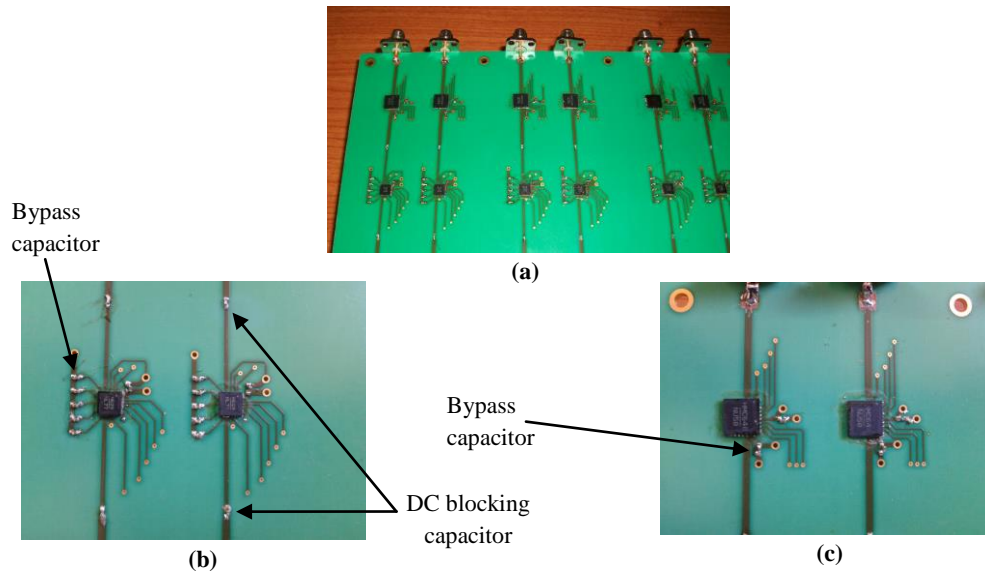 (a)
Bypass
capacitor
Bypass
capacitor
DC blocking
capacitor
(b)
(c)